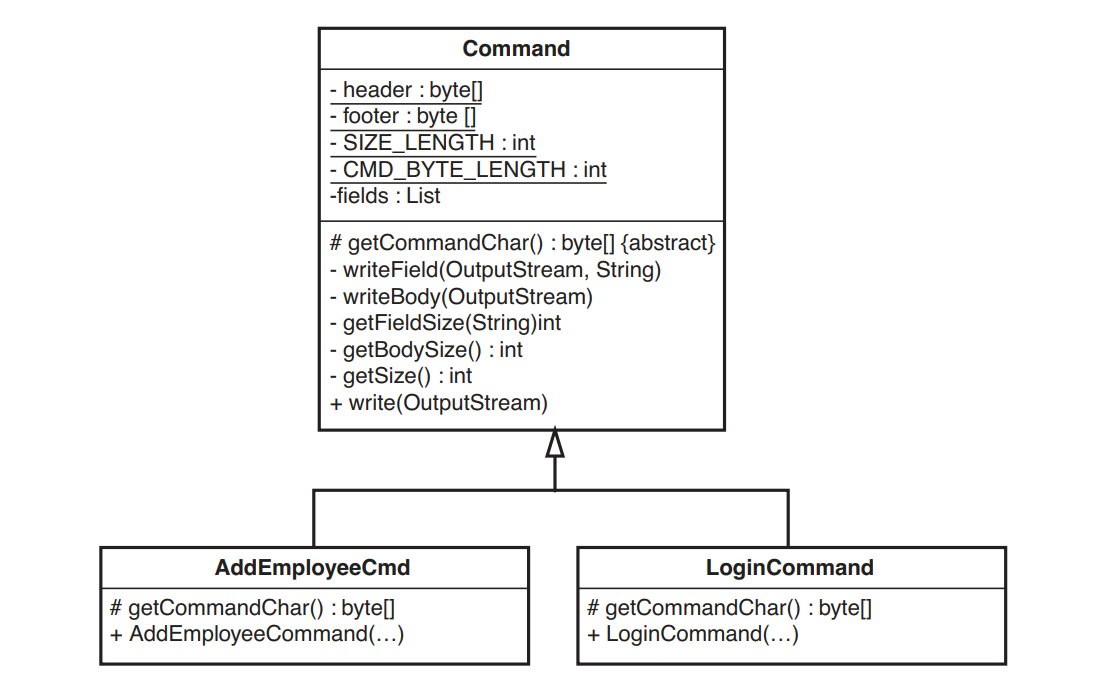 Command
- header : byte[]
- footer : byte []
- SIZE_LENGTH : int
- CMD_BYTE_LENGTH : int
-fields : List
# getCommandChar() : byte[] {abstract}
- writeField(OutputStream, String)
- writeBody(OutputStream)
- getFieldSize(String)int
- getBodySize() : int
- getSize() : int
+ write(OutputStream)
AddEmployeeCmd
# getCommandChar() : byte[]
+ AddEmployeeCommand(…)
LoginCommand
# getCommandChar() : byte[]
+ LoginCommand(…)